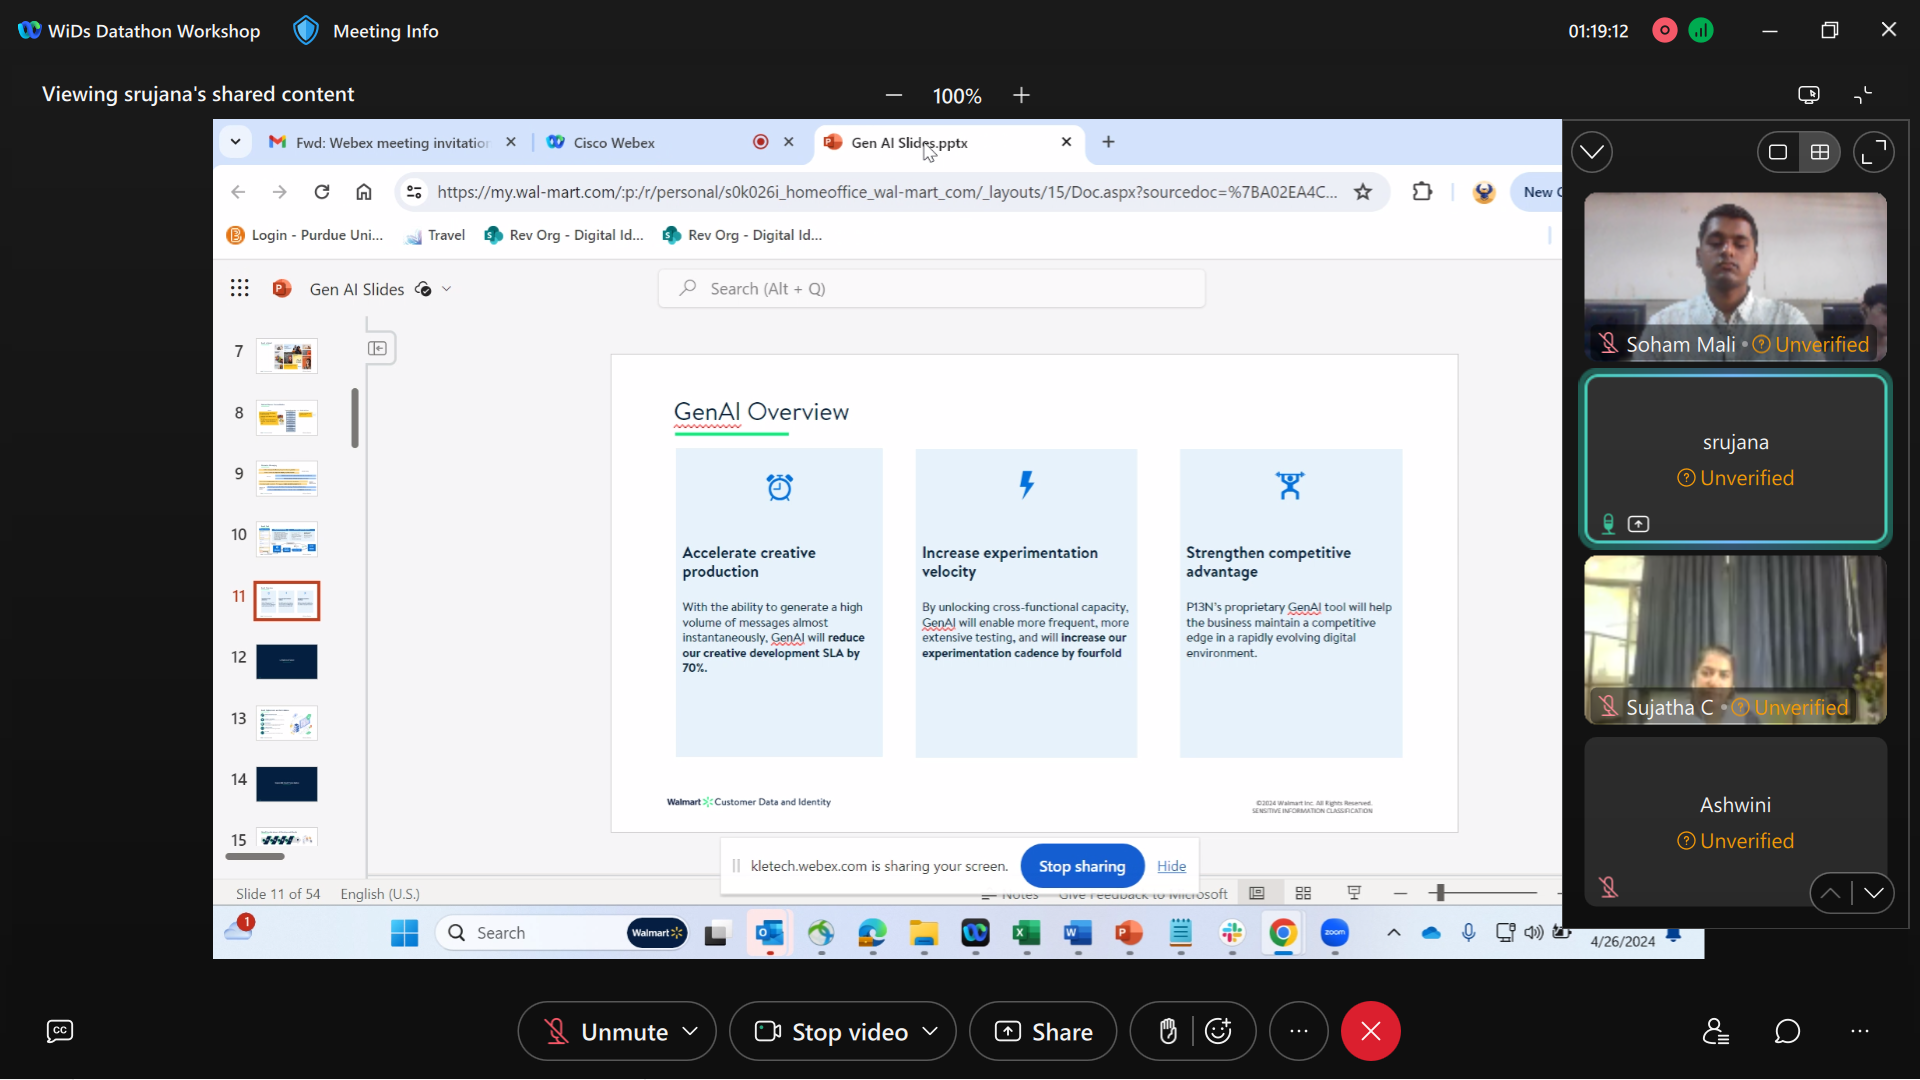 WiDs Datathon Workshop
Meeting Info
01:19:12
Viewing srujana's shared content
100%
Fwd: Webex meeting invitation
Cisco Webex
Gen AI Slides.pptx
https://my.wal-mart.com/:p:/r/personal/s0k026i_homeoffice_wal-mart_com/_layouts/15/Doc.aspx?sourcedoc=%7BA02EA4C...
New C
Login - Purdue Uni...
Travel
Rev Org - Digital Id...
Rev Org - Digital Id...
Gen AI Slides
Search (Alt + Q)
7
8
9
10
11
12
13
14
15
GenAI Overview
Accelerate creative
production
With the ability to generate a high
volume of messages almost
instantaneously, GenAI will reduce
our creative development SLA by
70%.
Increase experimentation
velocity
By unlocking cross-functional capacity,
GenAI will enable more frequent, more
extensive testing, and will increase our
experimentation cadence by fourfold
Strengthen competitive
advantage
P13N's proprietary GenAI tool will help
the business maintain a competitive
edge in a rapidly evolving digital
environment.
Walmart Customer Data and Identity
©2024 Walmart Inc. All Rights Reserved.
SENSITIVE INFORMATION CLASSIFICATION
kletech.webex.com is sharing your screen.
Stop sharing
Hide
Slide 11 of 54
English (U.S.)
Notes
Give Feedback to Microsoft
1
Search
Walmart
zoom
4/26/2024
Soham Mali • Unverified
srujana
Unverified
Sujatha C • Unverified
Ashwini
Unverified
CC
Unmute
Stop video
Share